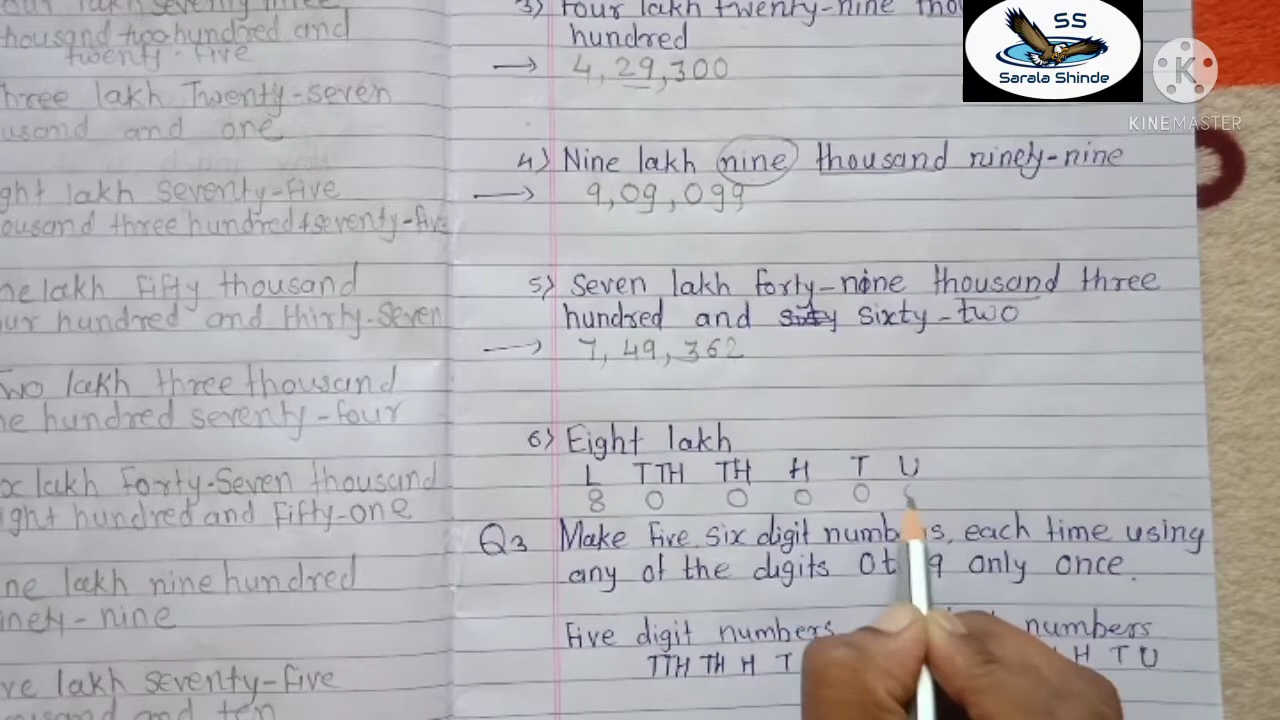 thousand two hundred and
twenty-five
Three lakh Twenty-seven
and one
lakh seventy-five
three hundred & seventy-five
lakh fifty thousand
hundred and thirty-seven
Two lakh three thousand
hundred seventy-four
lakh Forty-Seven thousand
hundred and Fifty-one
lakh nine hundred
ninety-nine
lakh seventy-five
and ten
3) Four lakh twenty-nine
hundred
→ 4,29,300
4) Nine lakh nine thousand ninety-nine
→ 9,09,099
5) Seven lakh forty-nine thousand three
hundred and sixty-two
→ 7,49,362
6) Eight lakh
L TTH TH H T U
8 0 0 0 0
Q3 Make five six digit numbers, each time using
any of the digits 0 9 only once.
Five digit numbers numbers
TTH TH H T H T U
SS
Sarala Shinde
K
KINEMASTER